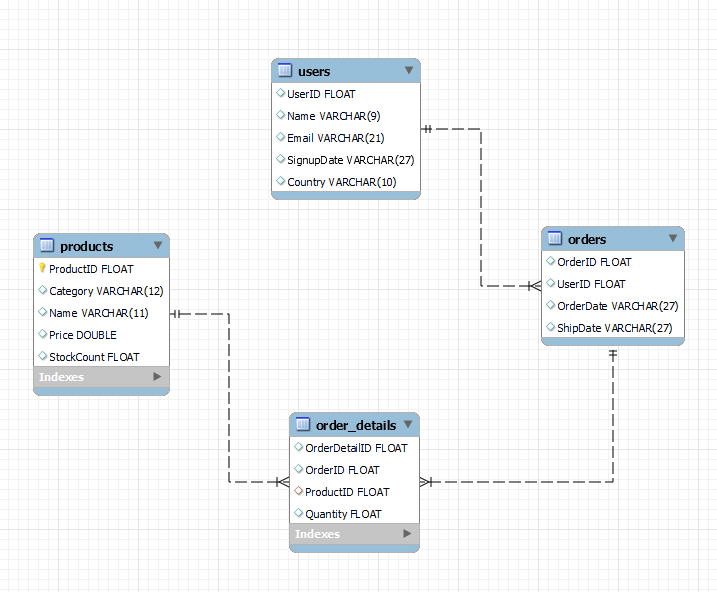 users
UserID FLOAT
Name VARCHAR(9)
Email VARCHAR(21)
SignupDate VARCHAR(27)
Country VARCHAR(10)
products
ProductID FLOAT
Category VARCHAR(12)
Name VARCHAR(11)
Price DOUBLE
StockCount FLOAT
Indexes
orders
OrderID FLOAT
UserID FLOAT
OrderDate VARCHAR(27)
ShipDate VARCHAR(27)
order_details
OrderDetailID FLOAT
OrderID FLOAT
ProductID FLOAT
Quantity FLOAT
Indexes